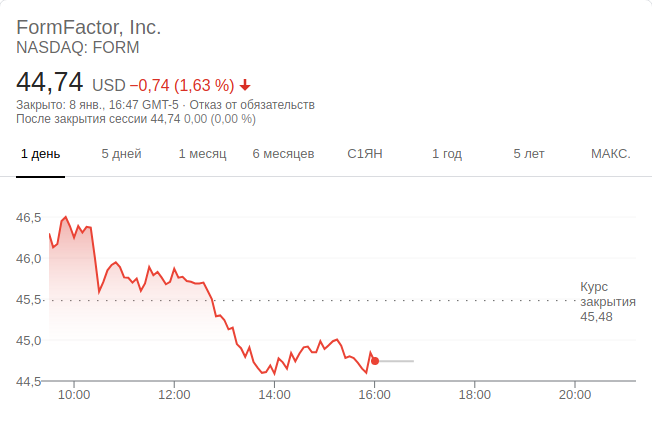 FormFactor, Inc.
NASDAQ: FORM
44,74 USD −0,74 (1,63 %)
Закрыто: 8 янв., 16:47 GMT-5 · Отказ от обязательств
После закрытия сессии 44,74 0,00 (0,00 %)
1 день 5 дней 1 месяц 6 месяцев С1ЯН 1 год 5 лет МАКС.
46,5
46,0
45,5
45,0
44,5
Курс
закрытия
45,48
10:00 12:00 14:00 16:00 18:00 20:00